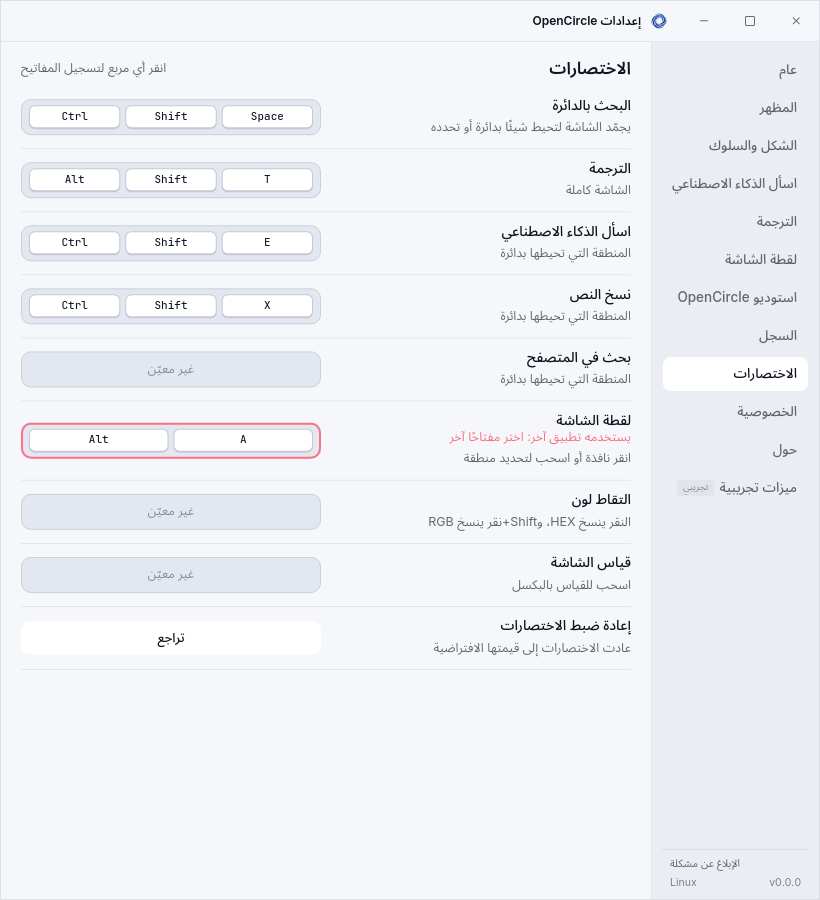 إعدادات OpenCircle
عام
المظهر
الشكل والسلوك
اسأل الذكاء الاصطناعي
الترجمة
لقطة الشاشة
استوديو OpenCircle
السجل
الاختصارات
الخصوصية
حول
ميزات تجريبية تجريبي
الإبلاغ عن مشكلة
Linux v0.0.0
الاختصارات
انقر أي مربع لتسجيل المفاتيح
البحث بالدائرة
يجمّد الشاشة لتحيط شيئًا بدائرة أو تحدده
Ctrl Shift Space
الترجمة
الشاشة كاملة
Alt Shift T
اسأل الذكاء الاصطناعي
المنطقة التي تحيطها بدائرة
Ctrl Shift E
نسخ النص
المنطقة التي تحيطها بدائرة
Ctrl Shift X
بحث في المتصفح
المنطقة التي تحيطها بدائرة
غير معيّن
لقطة الشاشة
يستخدمه تطبيق آخر: اختر مفتاحًا آخر
انقر نافذة أو اسحب لتحديد منطقة
Alt A
التقاط لون
النقر ينسخ HEX، وShift+نقر ينسخ RGB
غير معيّن
قياس الشاشة
اسحب للقياس بالبكسل
غير معيّن
إعادة ضبط الاختصارات
عادت الاختصارات إلى قيمتها الافتراضية
تراجع